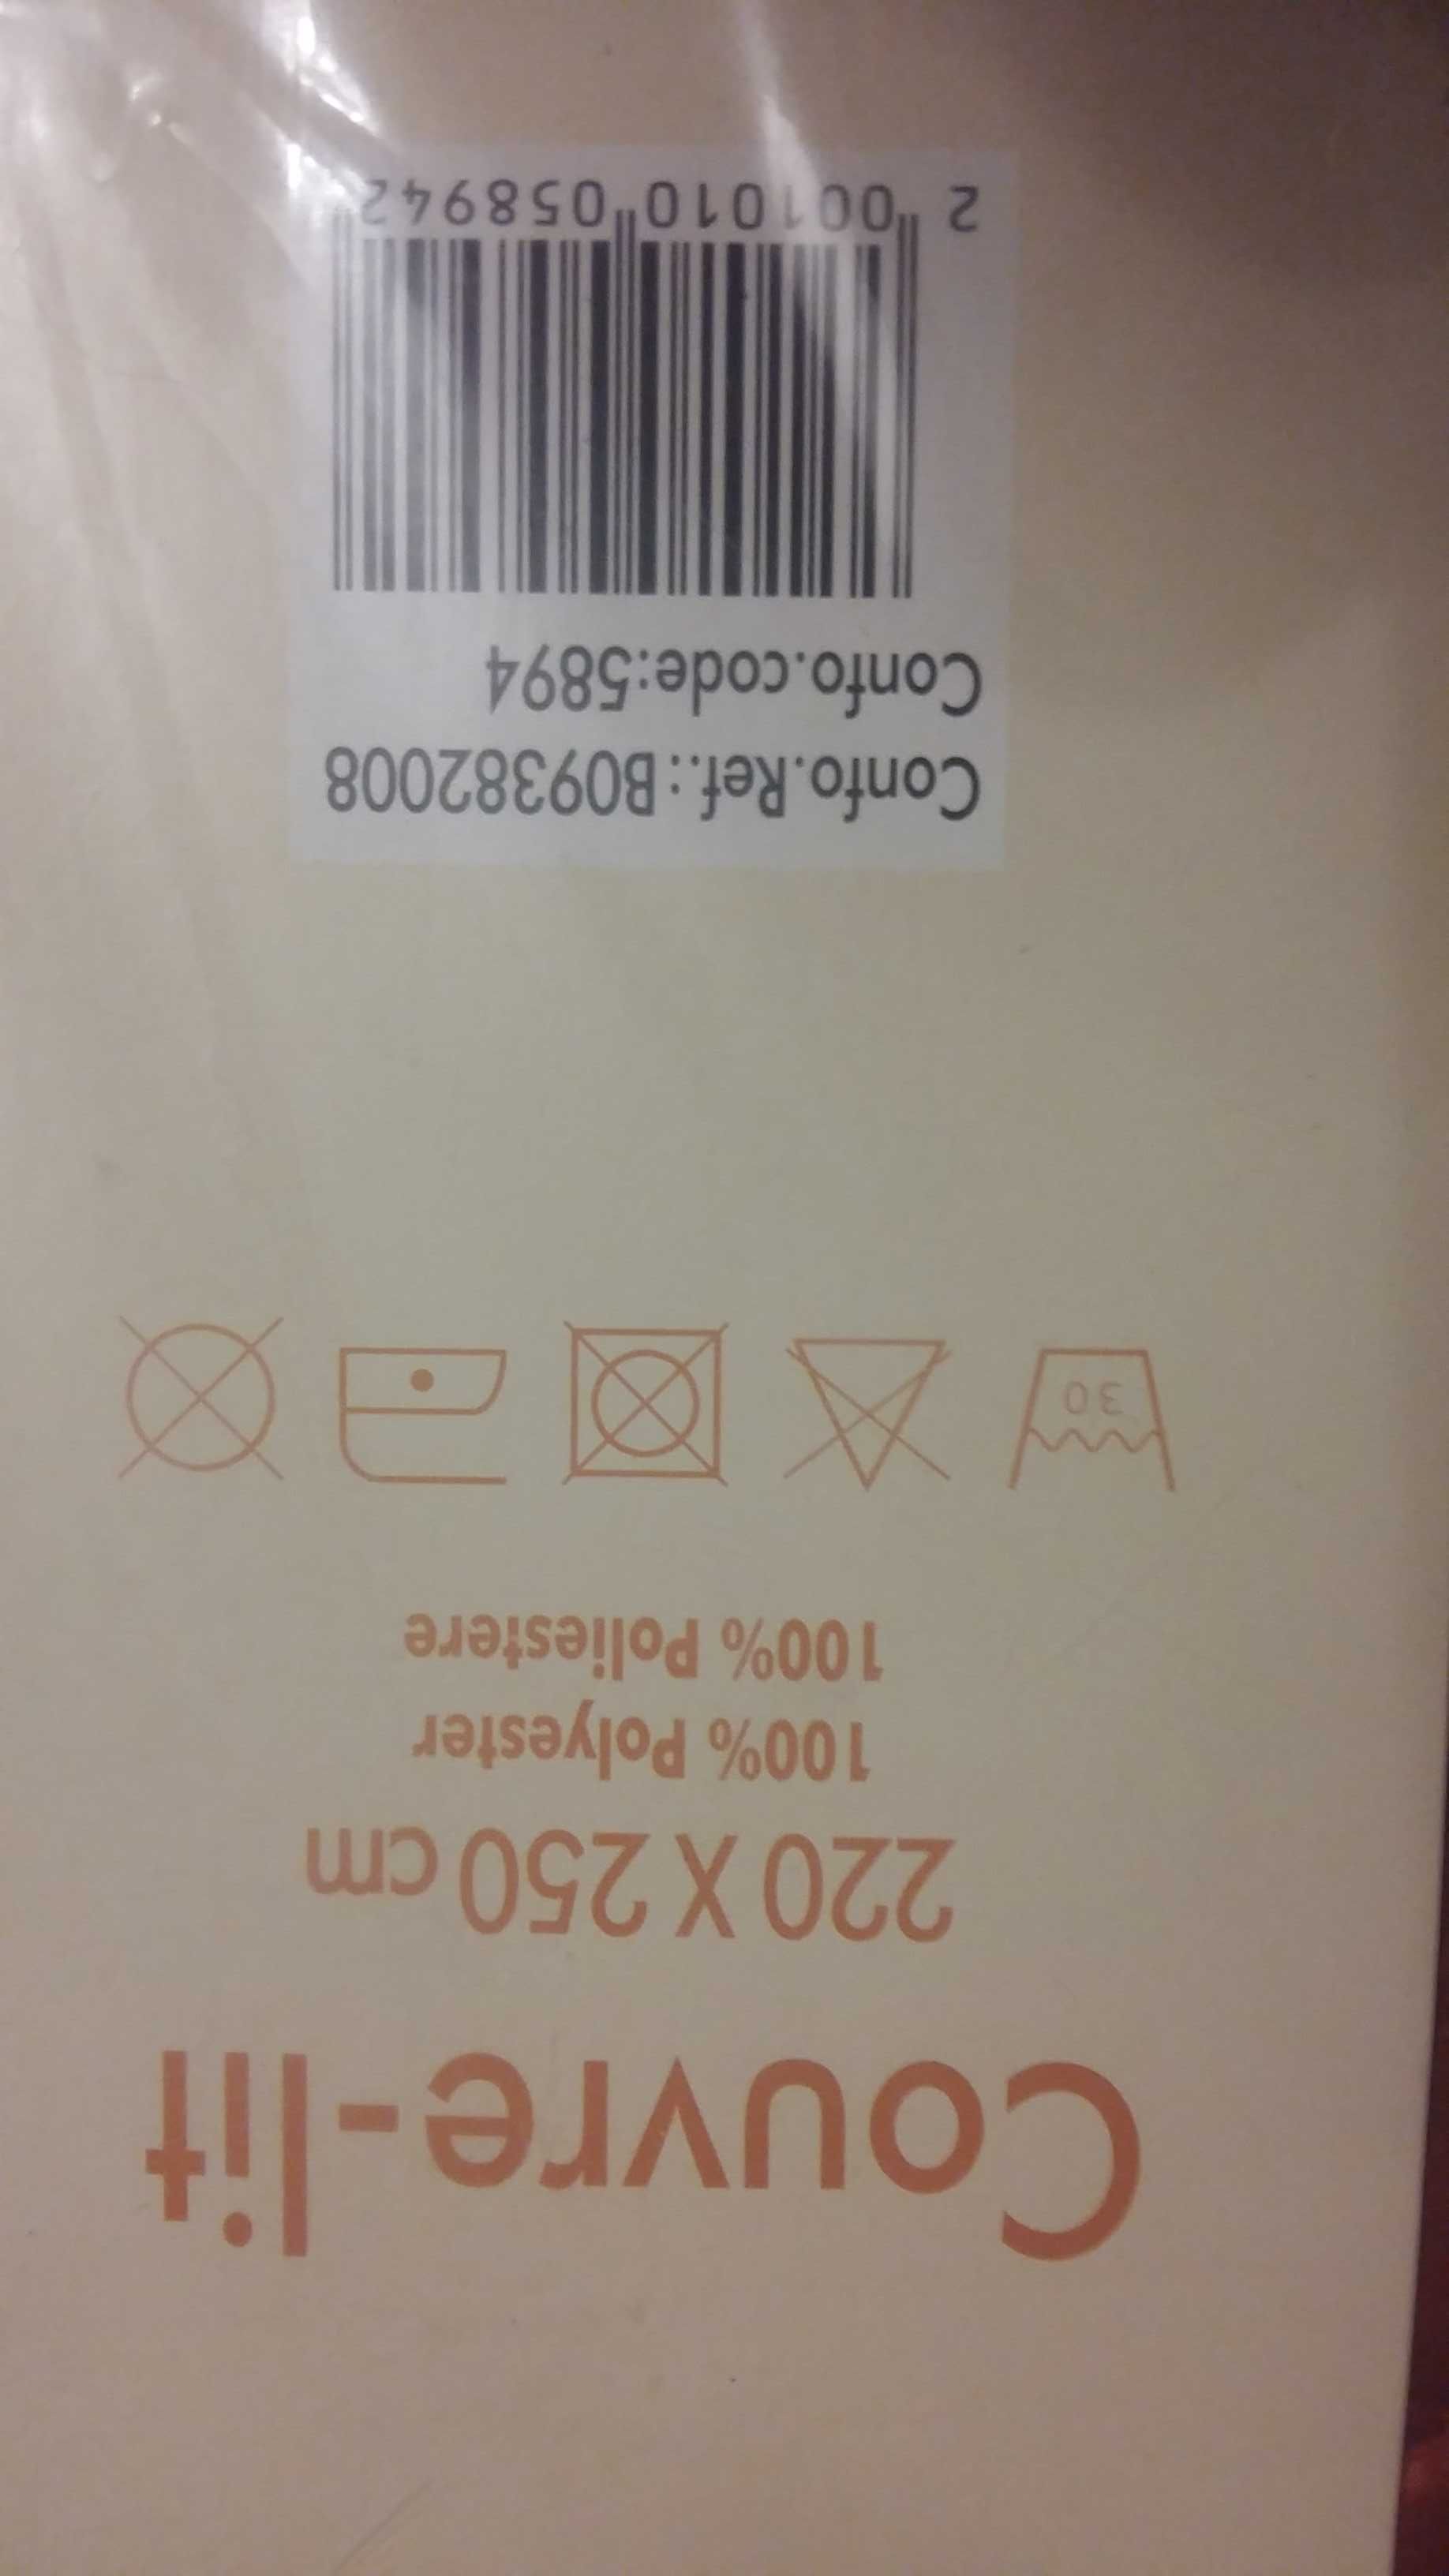 Couvre-lit
220 X 250 cm
100% Polyester
100% Poliestere
30
Confo.Ref.: B09382008
Confo.code:5894
2 001010 058942